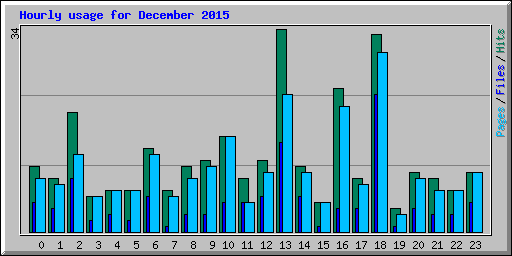 Hourly usage for December 2015
34
Pages / Files / Hits
0 1 2 3 4 5 6 7 8 9 10 11 12 13 14 15 16 17 18 19 20 21 22 23